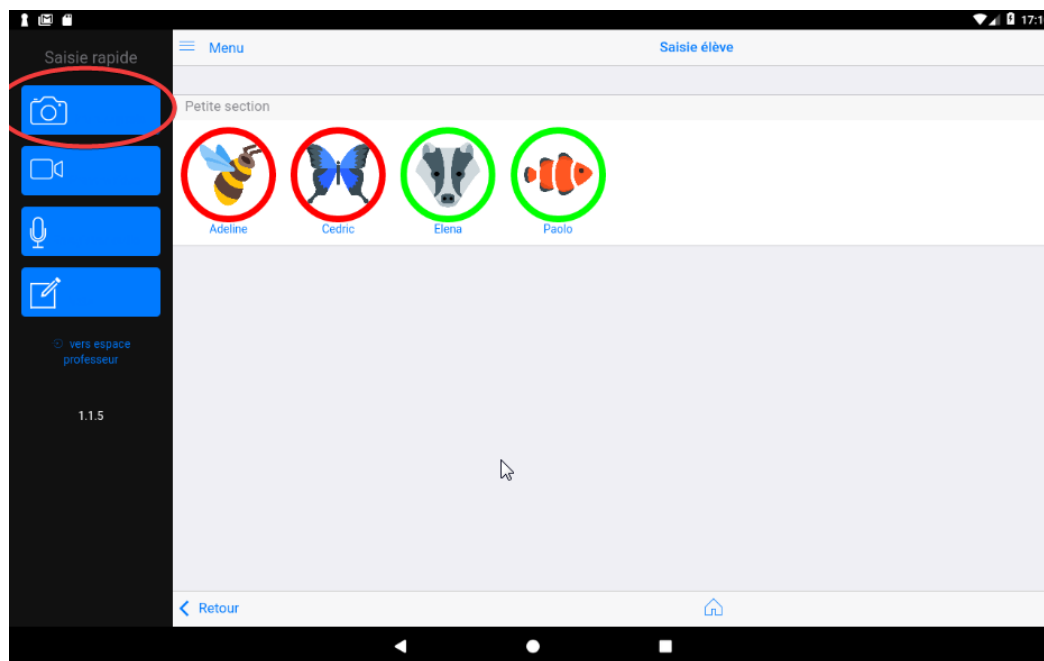 17:1
Saisie rapide
Menu
Saisie élève
Petite section
Adeline
Cedric
Elena
Paolo
vers espace
professeur
1.1.5
Retour